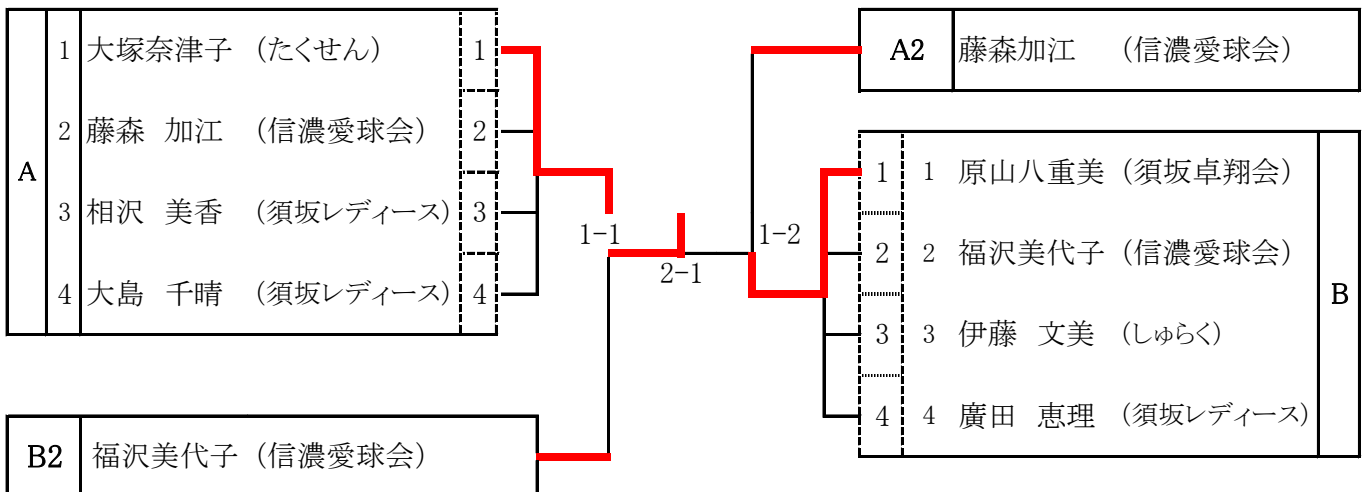 A
1 大塚奈津子 (たくせん) 1
2 藤森 加江 (信濃愛球会) 2
3 相沢 美香 (須坂レディース) 3
4 大島 千晴 (須坂レディース) 4
B2 福沢美代子 (信濃愛球会)
1-1
2-1
1-2
A2 藤森加江 (信濃愛球会)
1 1 原山八重美 (須坂卓翔会)
2 2 福沢美代子 (信濃愛球会)
3 3 伊藤 文美 (しゅらく)
4 4 廣田 恵理 (須坂レディース)
B